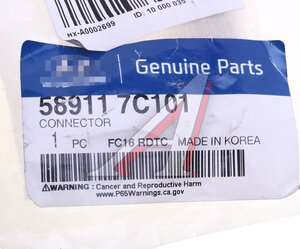 HX-A0002699
ID: 10 000 035
Genuine Parts
58911 7C101
CONNECTOR
1 PC FC16 RDTC MADE IN KOREA
WARNING : Cancer and Reproductive Harm
www.P65Warnings.ca.gov